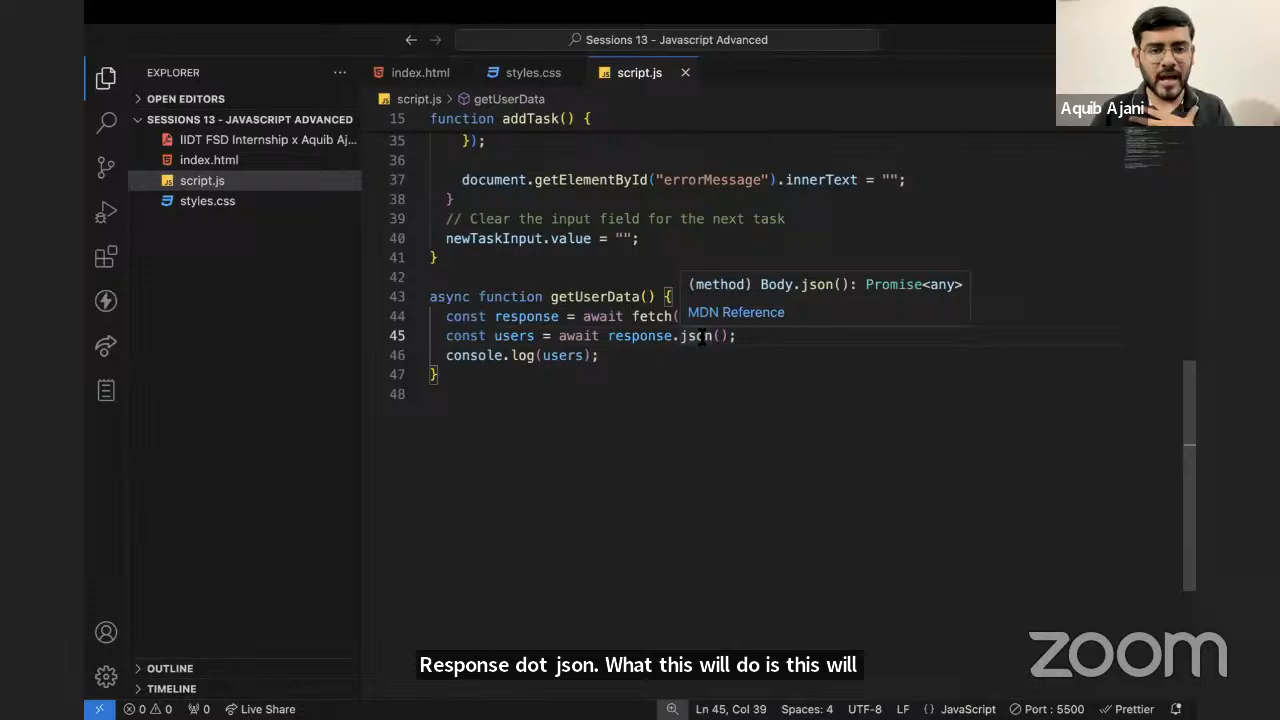 Sessions 13 - Javascript Advanced
Aquib Ajani
EXPLORER
index.html
styles.css
script.js
OPEN EDITORS
script.js > getUserData
SESSIONS 13 - JAVASCRIPT ADVANCED
15 function addTask() {
IIDT FSD Internship x Aquib Aj...
35 });
index.html
36
script.js
37 document.getElementById("errorMessage").innerText = "";
styles.css
38 }
39 // Clear the input field for the next task
40 newTaskInput.value = "";
41 }
42
(method) Body.json(): Promise<any>
MDN Reference
43 async function getUserData() {
44 const response = await fetch(
45 const users = await response.json();
46 console.log(users);
47 }
48
OUTLINE
TIMELINE
Response dot json. What this will do is this will
zoom
0 0 0 Live Share Ln 45, Col 39 Spaces: 4 UTF-8 LF {} JavaScript Port : 5500 Prettier